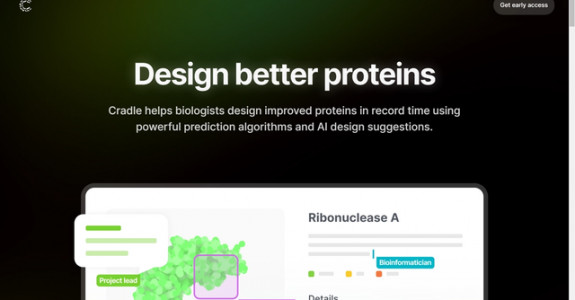 Get early access
Design better proteins
Cradle helps biologists design improved proteins in record time using
powerful prediction algorithms and AI design suggestions.
Ribonuclease A
Bioinformatician
Project lead
Details